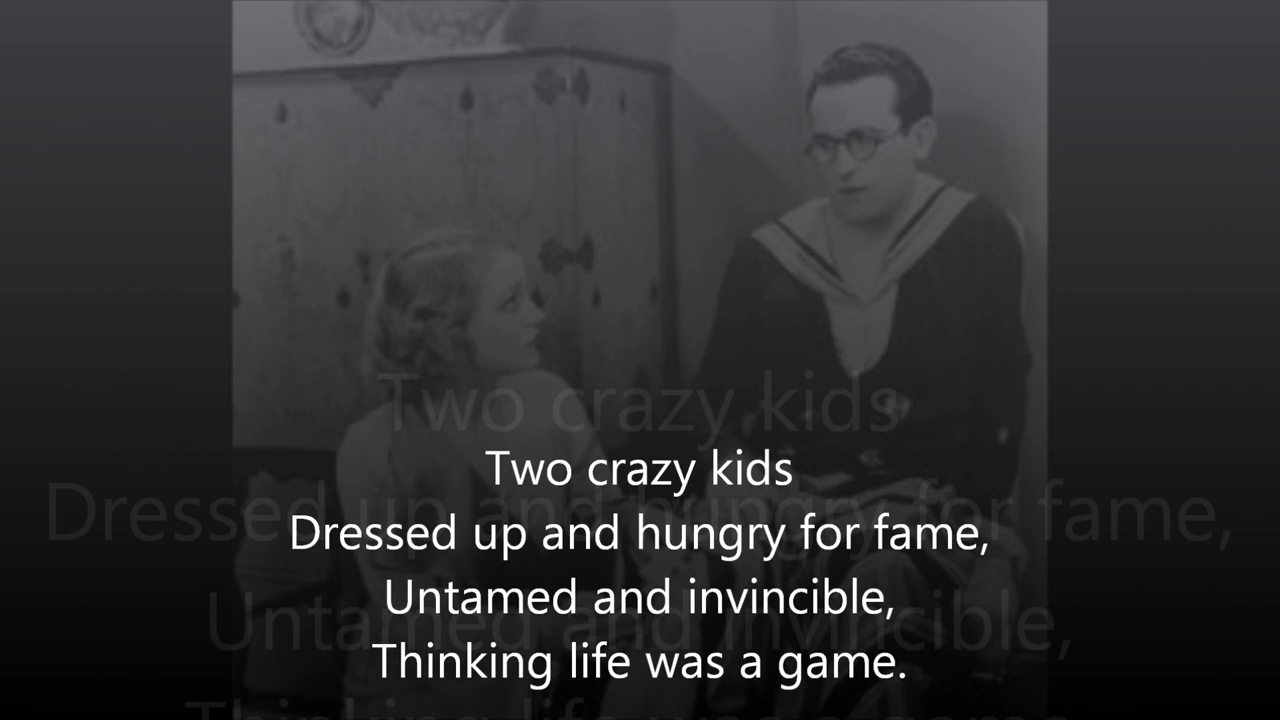 Two crazy kids
Dressed up and hungry for fame,
Untamed and invincible,
Thinking life was a game.